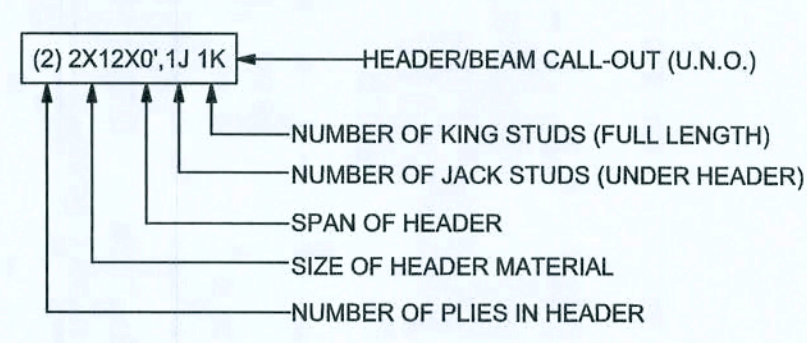 (2) 2X12X0',1J 1K
HEADER/BEAM CALL-OUT (U.N.O.)
NUMBER OF KING STUDS (FULL LENGTH)
NUMBER OF JACK STUDS (UNDER HEADER)
SPAN OF HEADER
SIZE OF HEADER MATERIAL
NUMBER OF PLIES IN HEADER